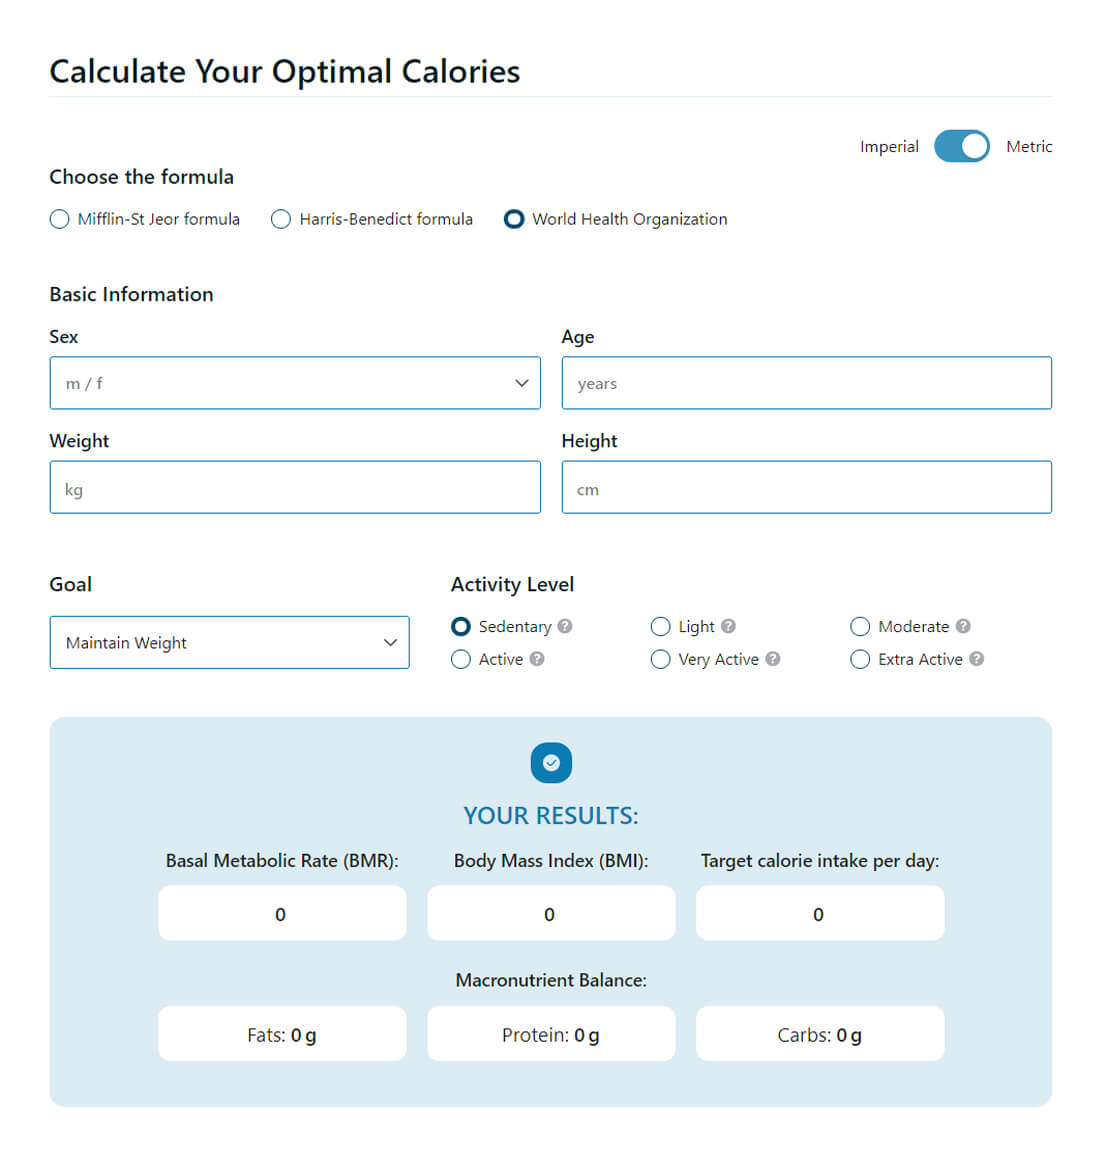 Calculate Your Optimal Calories
Imperial Metric
Choose the formula
Mifflin-St Jeor formula Harris-Benedict formula World Health Organization
Basic Information
Sex Age
m / f years
Weight Height
kg cm
Goal Activity Level
Maintain Weight
Sedentary ? Light ? Moderate ?
Active ? Very Active ? Extra Active ?
YOUR RESULTS:
Basal Metabolic Rate (BMR): Body Mass Index (BMI): Target calorie intake per day:
0 0 0
Macronutrient Balance:
Fats: 0 g Protein: 0 g Carbs: 0 g